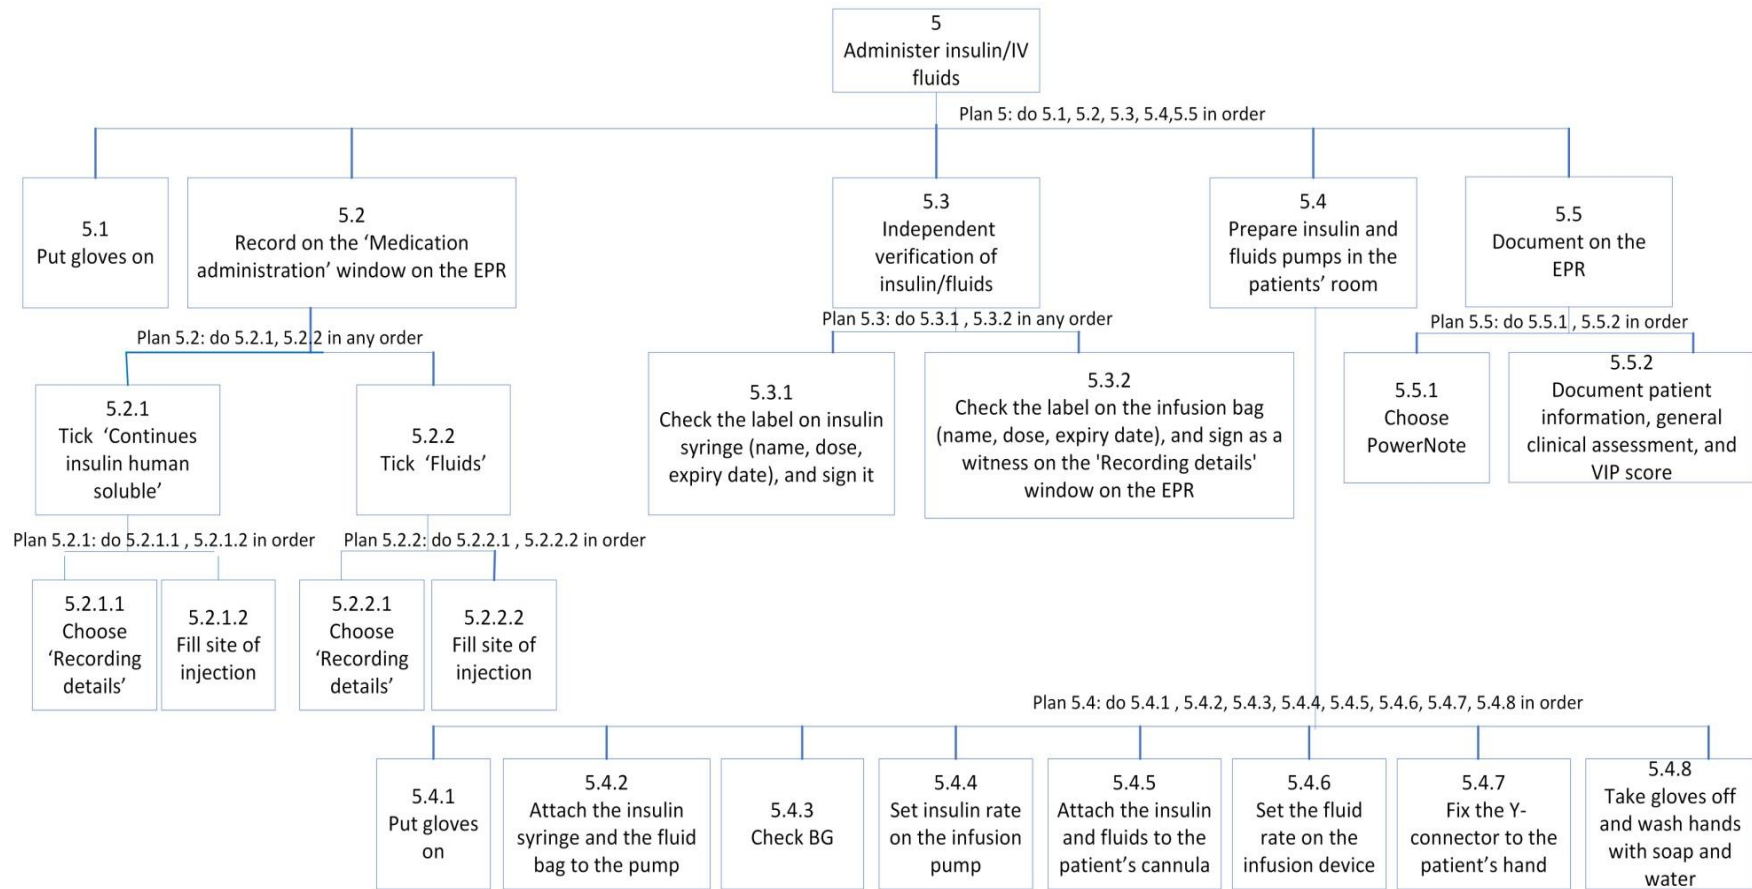 5
Administer insulin/IV
fluids
Plan 5: do 5.1, 5.2, 5.3, 5.4,5.5 in order
5.1
Put gloves on
5.2
Record on the ‘Medication
administration’ window on the EPR
5.3
Independent
verification of
insulin/fluids
5.4
Prepare insulin and
fluids pumps in the
patients’ room
5.5
Document on the
EPR
Plan 5.2: do 5.2.1, 5.2.2 in any order
Plan 5.3: do 5.3.1 , 5.3.2 in any order
Plan 5.5: do 5.5.1 , 5.5.2 in order
5.2.1
Tick ‘Continues
insulin human
soluble’
5.2.2
Tick ‘Fluids’
5.3.1
Check the label on insulin
syringe (name, dose,
expiry date), and sign it
5.3.2
Check the label on the infusion bag
(name, dose, expiry date), and sign as a
witness on the 'Recording details'
window on the EPR
5.5.1
Choose
PowerNote
5.5.2
Document patient
information, general
clinical assessment, and
VIP score
Plan 5.2.1: do 5.2.1.1 , 5.2.1.2 in order
Plan 5.2.2: do 5.2.2.1 , 5.2.2.2 in order
5.2.1.1
Choose
‘Recording
details’
5.2.1.2
Fill site of
injection
5.2.2.1
Choose
‘Recording
details’
5.2.2.2
Fill site of
injection
Plan 5.4: do 5.4.1 , 5.4.2, 5.4.3, 5.4.4, 5.4.5, 5.4.6, 5.4.7, 5.4.8 in order
5.4.1
Put gloves
on
5.4.2
Attach the insulin
syringe and the fluid
bag to the pump
5.4.3
Check BG
5.4.4
Set insulin rate
on the infusion
pump
5.4.5
Attach the insulin
and fluids to the
patient’s cannula
5.4.6
Set the fluid
rate on the
infusion device
5.4.7
Fix the Y-
connector to the
patient’s hand
5.4.8
Take gloves off
and wash hands
with soap and
water